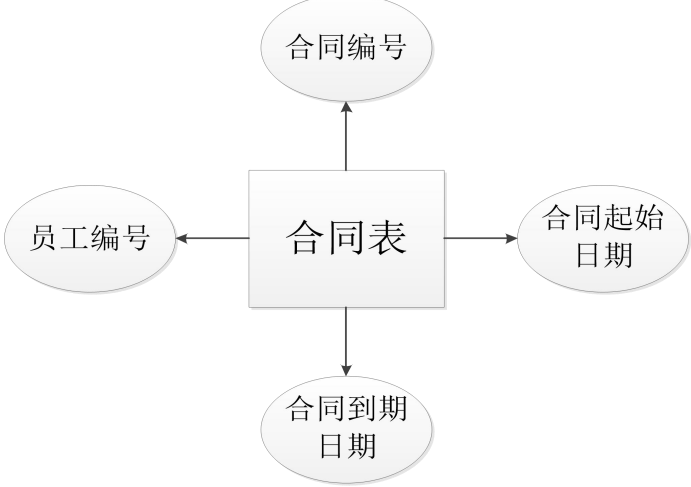 合同编号
员工编号
合同表
合同起始
日期
合同到期
日期